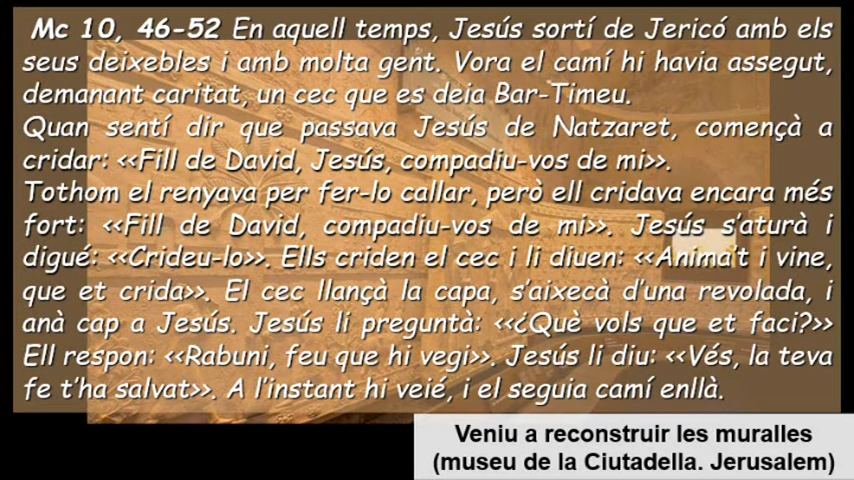 Mc 10, 46-52 En aquell temps, Jesús sortí de Jericó amb els
seus deixebles i amb molta gent. Vora el camí hi havia assegut,
demanant caritat, un cec que es deia Bar-Timeu.
Quan sentí dir que passava Jesús de Natzaret, començà a
cridar: <<Fill de David, Jesús, compadiu-vos de mi>>.
Tothom el renyava per fer-lo callar, però ell cridava encara més
fort: <<Fill de David, compadiu-vos de mi>>. Jesús s'aturà i
digué: <<Crideu-lo>>. Ells criden el cec i li diuen: <<Anima't i vine,
que et crida>>. El cec llançà la capa, s'aixecà d'una revolada, i
anà cap a Jesús. Jesús li preguntà: <<¿Què vols que et faci?>>
Ell respon: <<Rabuni, feu que hi vegi>>. Jesús li diu: <<Vés, la teva
fe t'ha salvat>>. A l'instant hi veié, i el seguia camí enllà.
Veniu a reconstruir les muralles
(museu de la Ciutadella. Jerusalem)